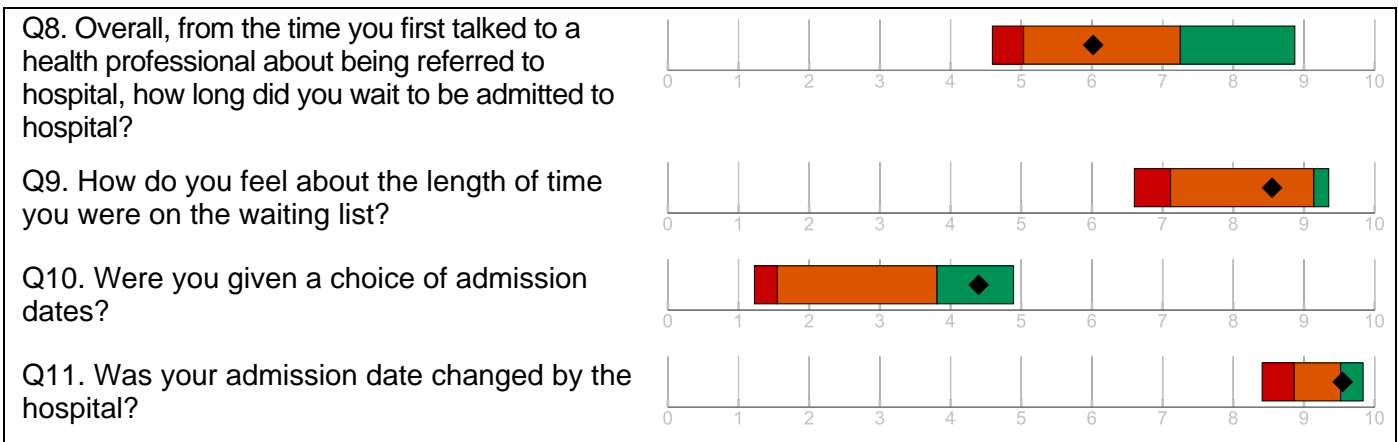 Q8. Overall, from the time you first talked to a
health professional about being referred to
hospital, how long did you wait to be admitted to
hospital?
0 1 2 3 4 5 6 7 8 9 10
Q9. How do you feel about the length of time
you were on the waiting list?
0 1 2 3 4 5 6 7 8 9 10
Q10. Were you given a choice of admission
dates?
0 1 2 3 4 5 6 7 8 9 10
Q11. Was your admission date changed by the
hospital?
0 1 2 3 4 5 6 7 8 9 10